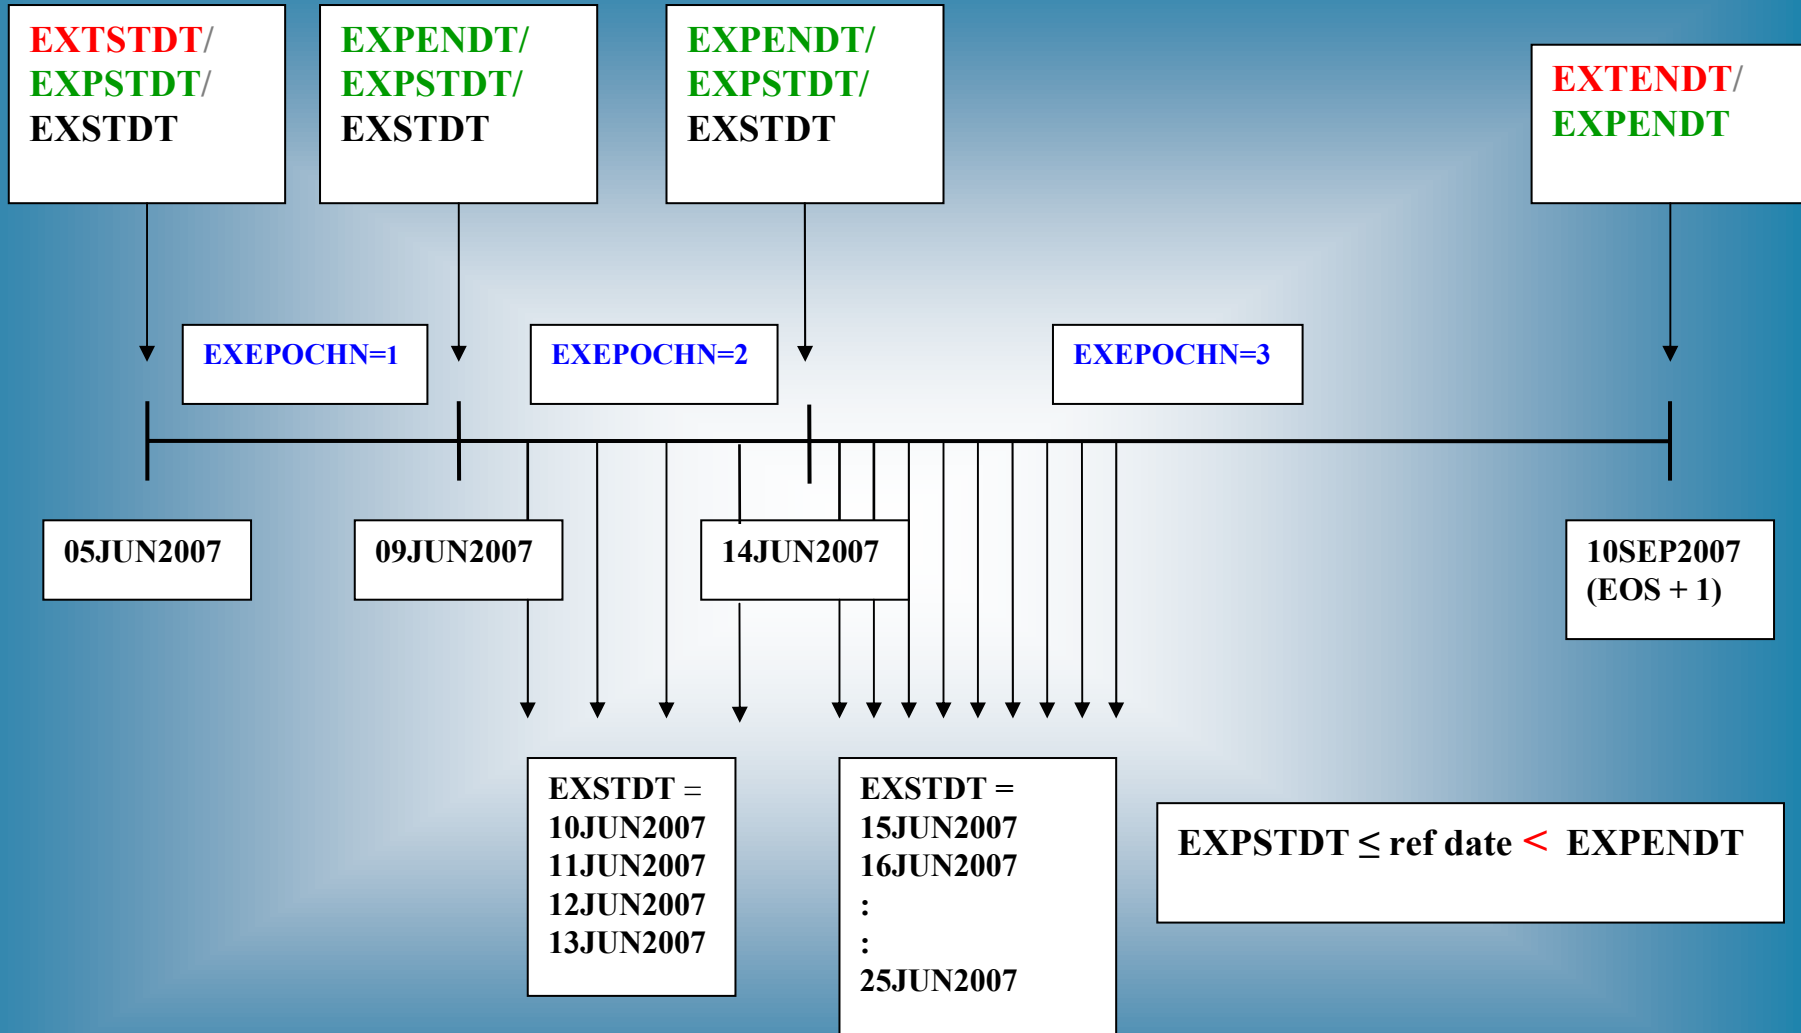 EXTSTDT/
EXPSTDT/
EXSTDT
EXPENDT/
EXPSTDT/
EXSTDT
EXPENDT/
EXPSTDT/
EXSTDT
EXTENDT/
EXPENDT
EXEPOCHN=1
EXEPOCHN=2
EXEPOCHN=3
05JUN2007
09JUN2007
14JUN2007
10SEP2007
(EOS + 1)
EXSTDT =
10JUN2007
11JUN2007
12JUN2007
13JUN2007
EXSTDT =
15JUN2007
16JUN2007
:
:
25JUN2007
EXPSTDT ≤ ref date < EXPENDT